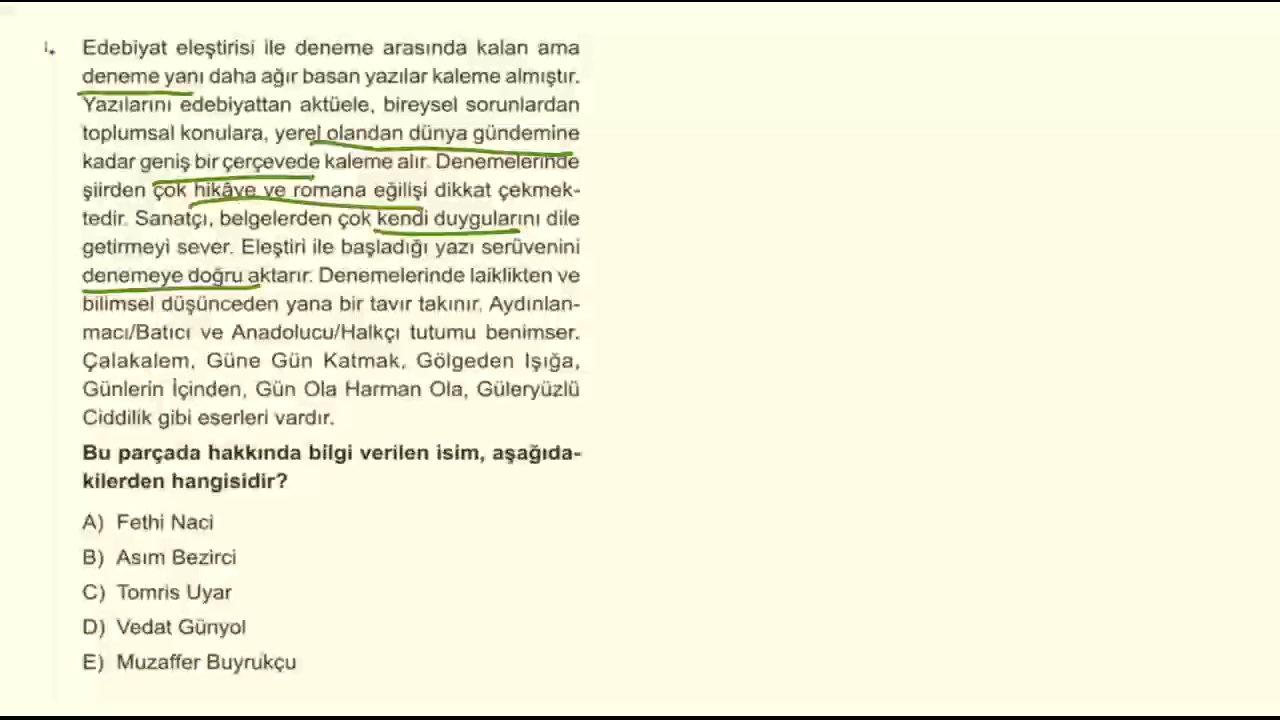 1. Edebiyat eleştirisi ile deneme arasında kalan ama
deneme yanı daha ağır basan yazılar kaleme almıştır.
Yazılarını edebiyattan aktüele, bireysel sorunlardan
toplumsal konulara, yerel olandan dünya gündemine
kadar geniş bir çerçevede kaleme alır. Denemelerinde
şiirden çok hikâye ve romana eğilişi dikkat çekmek-
tedir. Sanatçı, belgelerden çok kendi duygularını dile
getirmeyi sever. Eleştiri ile başladığı yazı serüvenini
denemeye doğru aktarır. Denemelerinde laiklikten ve
bilimsel düşünceden yana bir tavır takınır. Aydınlan-
macı/Batıcı ve Anadolucu/Halkçı tutumu benimser.
Çalakalem, Güne Gün Katmak, Gölgeden Işığa,
Günlerin İçinden, Gün Ola Harman Ola, Güleryüzlü
Ciddilik gibi eserleri vardır.
Bu parçada hakkında bilgi verilen isim, aşağıda-
kilerden hangisidir?
A) Fethi Naci
B) Asım Bezirci
C) Tomris Uyar
D) Vedat Günyol
E) Muzaffer Buyrukçu